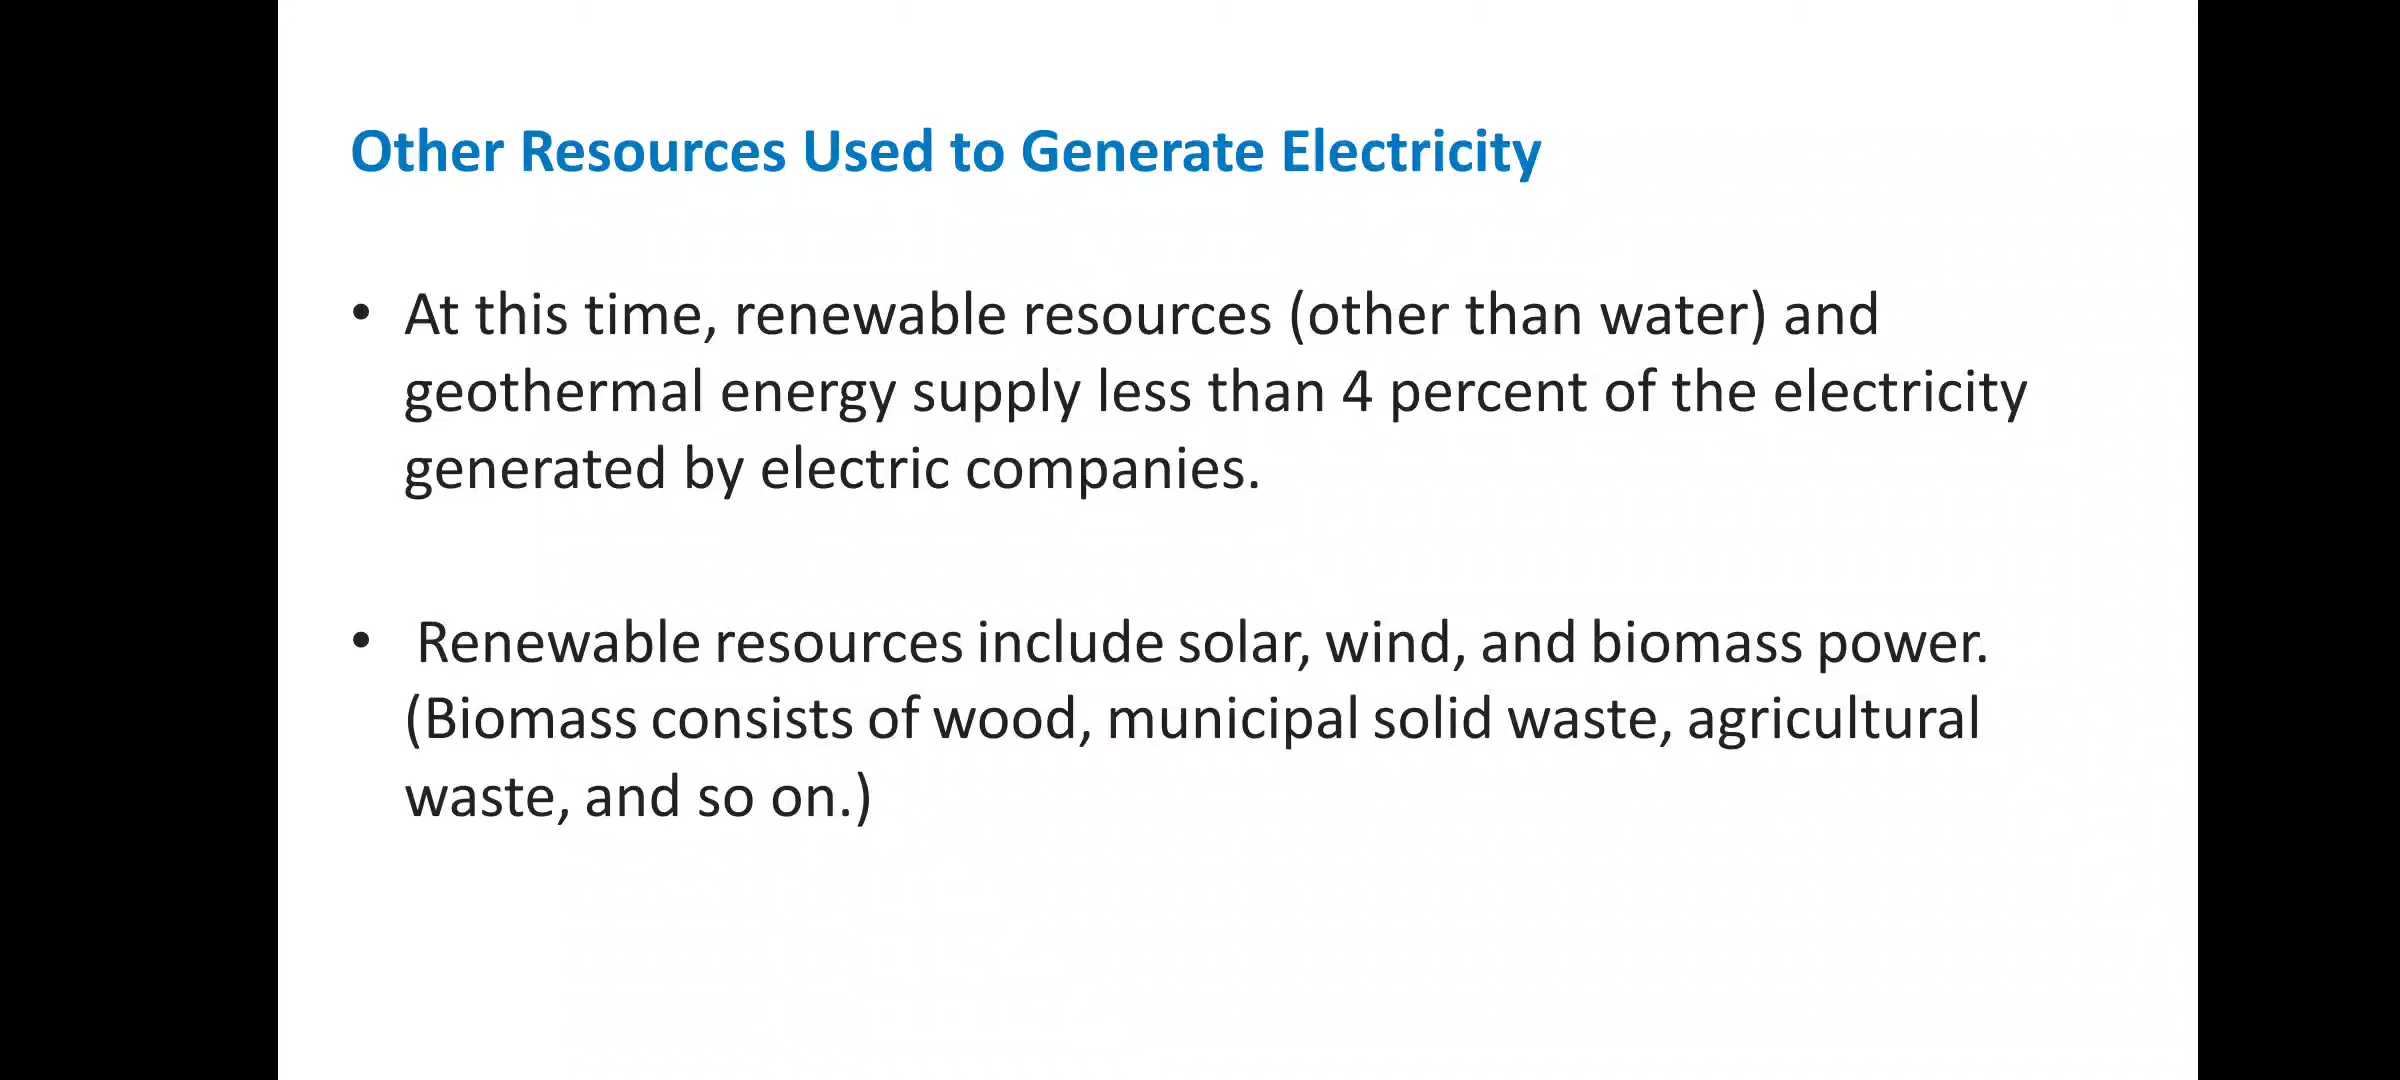 Other Resources Used to Generate Electricity
• At this time, renewable resources (other than water) and
geothermal energy supply less than 4 percent of the electricity
generated by electric companies.
• Renewable resources include solar, wind, and biomass power.
(Biomass consists of wood, municipal solid waste, agricultural
waste, and so on.)